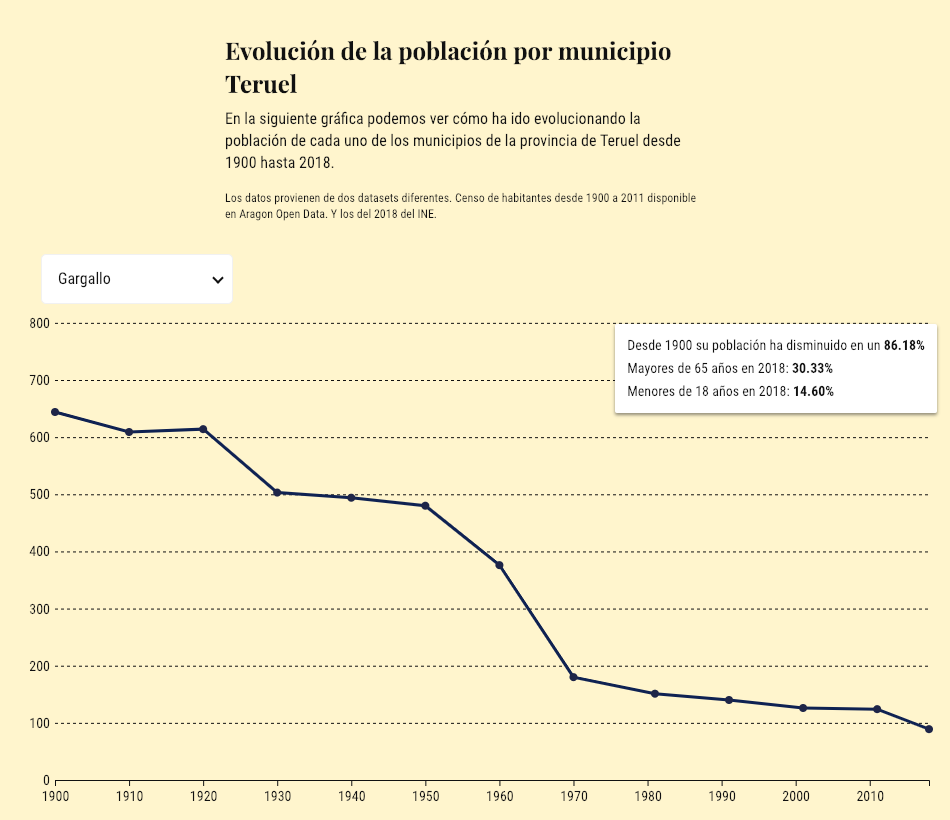 Evolución de la población por municipio
Teruel
En la siguiente gráfica podemos ver cómo ha ido evolucionando la
población de cada uno de los municipios de la provincia de Teruel desde
1900 hasta 2018.
Los datos provienen de dos datasets diferentes. Censo de habitantes desde 1900 a 2011 disponible
en Aragon Open Data. Y los del 2018 del INE.
Gargallo
Desde 1900 su población ha disminuido en un 86.18%
Mayores de 65 años en 2018: 30.33%
Menores de 18 años en 2018: 14.60%
800
700
600
500
400
300
200
100
0
1900 1910 1920 1930 1940 1950 1960 1970 1980 1990 2000 2010